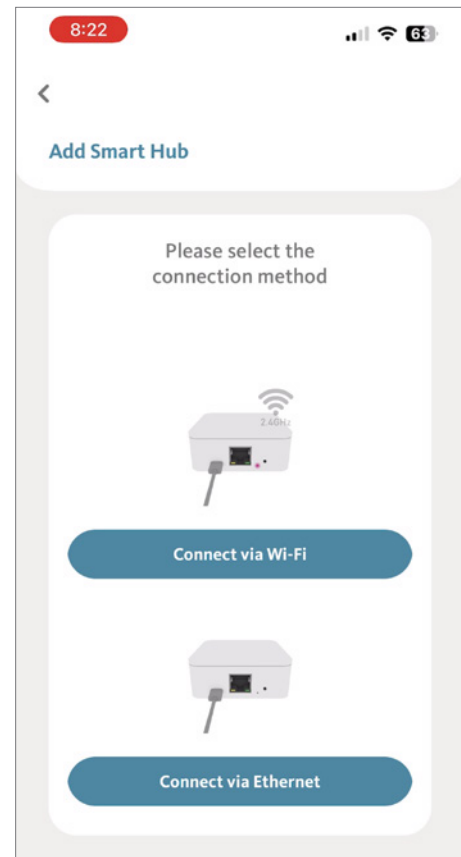 8:22
63
Add Smart Hub
Please select the
connection method
2.4GHz
Connect via Wi-Fi
Connect via Ethernet